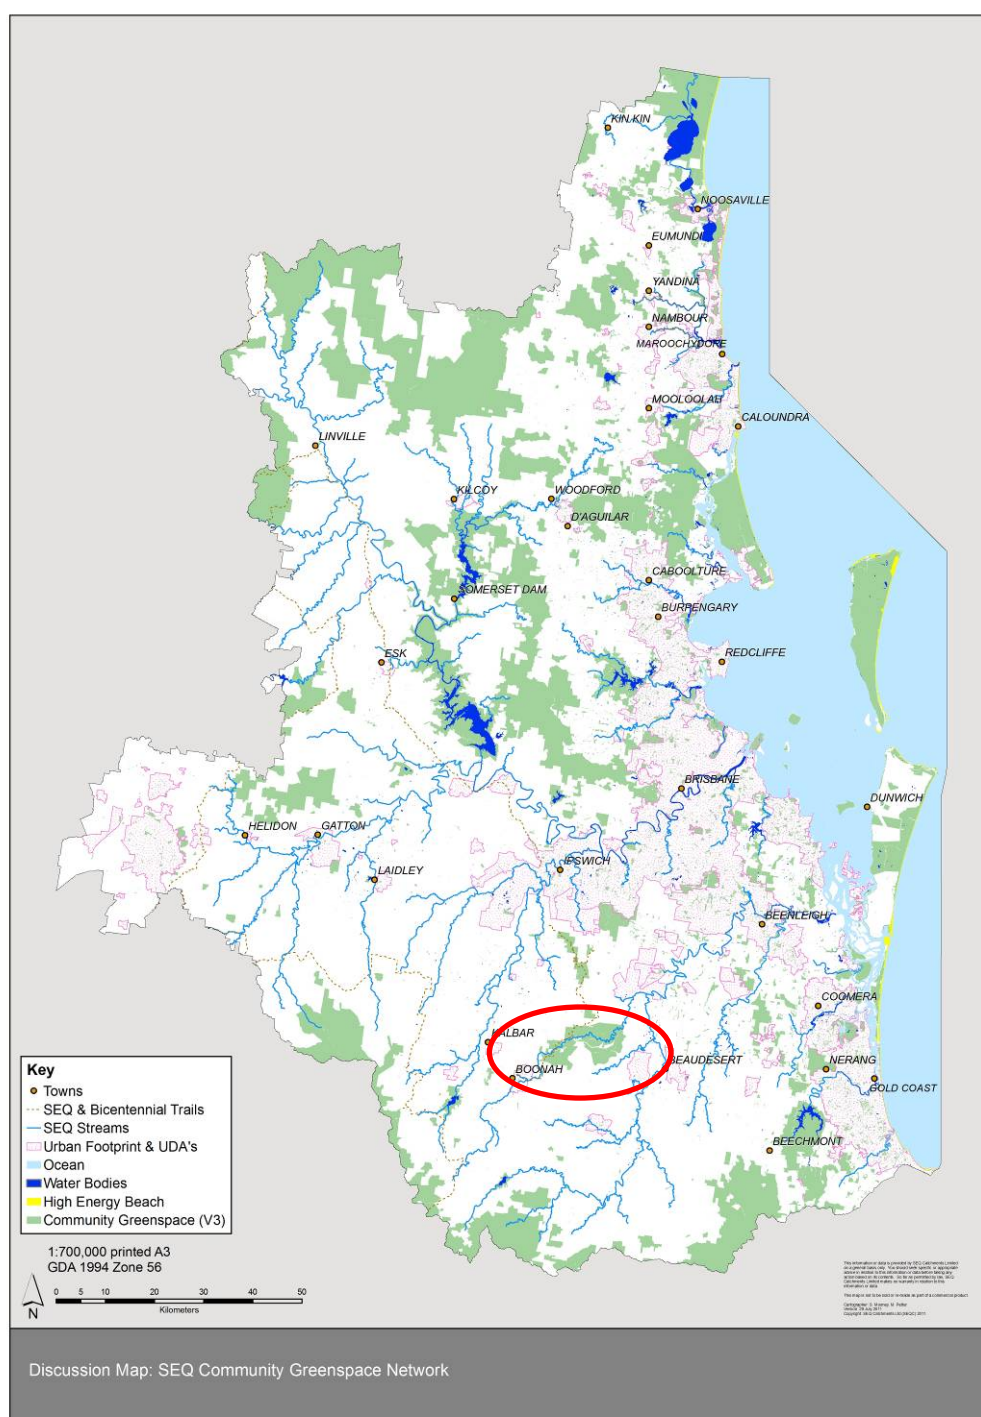 KIN KIN
NOOSAVILLE
EUMUNDI
YANDINA
NAMBOUR
MAROOCHYDORE
MOOLOOLAH
CALOUNDRA
LINVILLE
KILCOY
WOODFORD
D'AGUILAR
CABOOLTURE
SOMERSET DAM
BURPENGARY
ESK
REDCLIFFE
BRISBANE
DUNWICH
HELIDON
GATTON
LAIDLEY
IPSWICH
BEENLEIGH
COOMERA
KALBAR
BOONAH
BEAUDESERT
NERANG
GOLD COAST
BEECHMONT
Key
Towns
SEQ & Bicentennial Trails
SEQ Streams
Urban Footprint & UDA's
Ocean
Water Bodies
High Energy Beach
Community Greenspace (V3)
1:700,000 printed A3
GDA 1994 Zone 56
N
0 5 10 20 30 40 50
Kilometers
Discussion Map: SEQ Community Greenspace Network